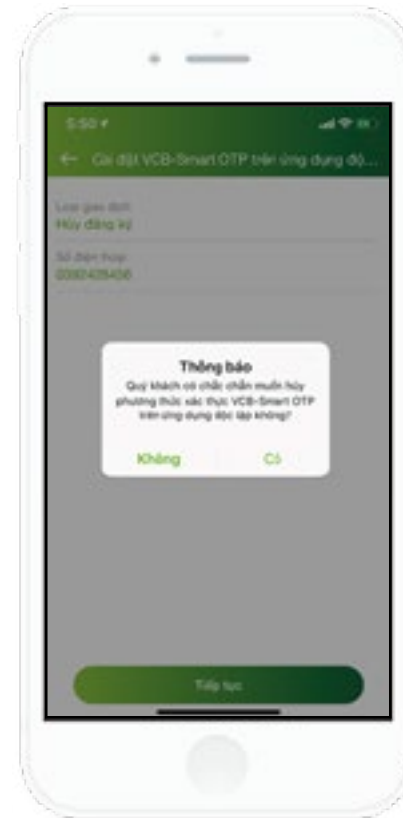 5:50
Cài đặt VCB-Smart OTP trên ứng dụng độ...
Loại giao dịch
Hủy đăng ký
Số điện thoại
Thông báo
Quý khách có chắc chắn muốn hủy
phương thức xác thực VCB-Smart OTP
trên ứng dụng độc lập không?
Không Có
Tiếp tục